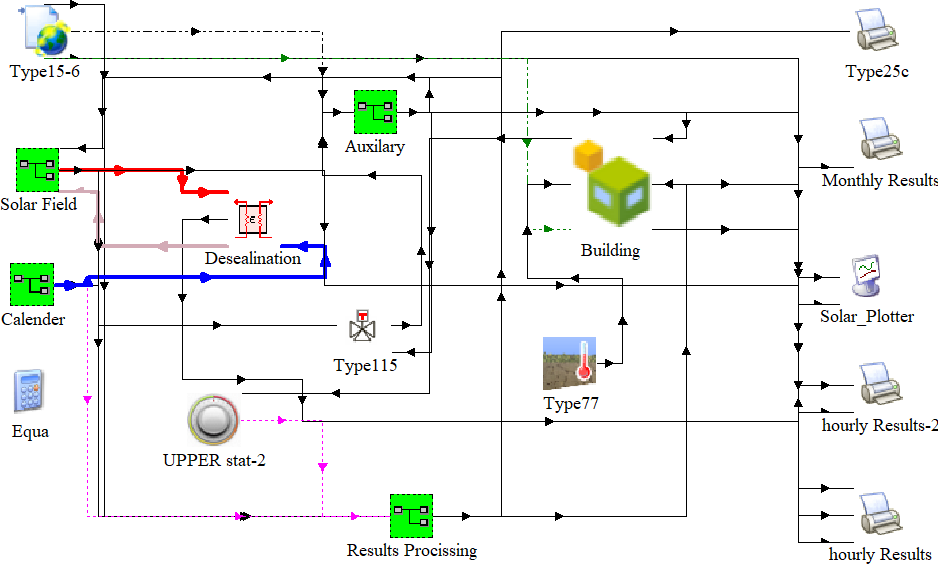 Type15-6
Type25c
Auxilary
Monthly Results
Solar Field
Desealination
E
Building
Calender
Solar_Plotter
T
Type115
Type77
Equa
hourly Results-2
UPPER stat-2
Results Procissing
hourly Results